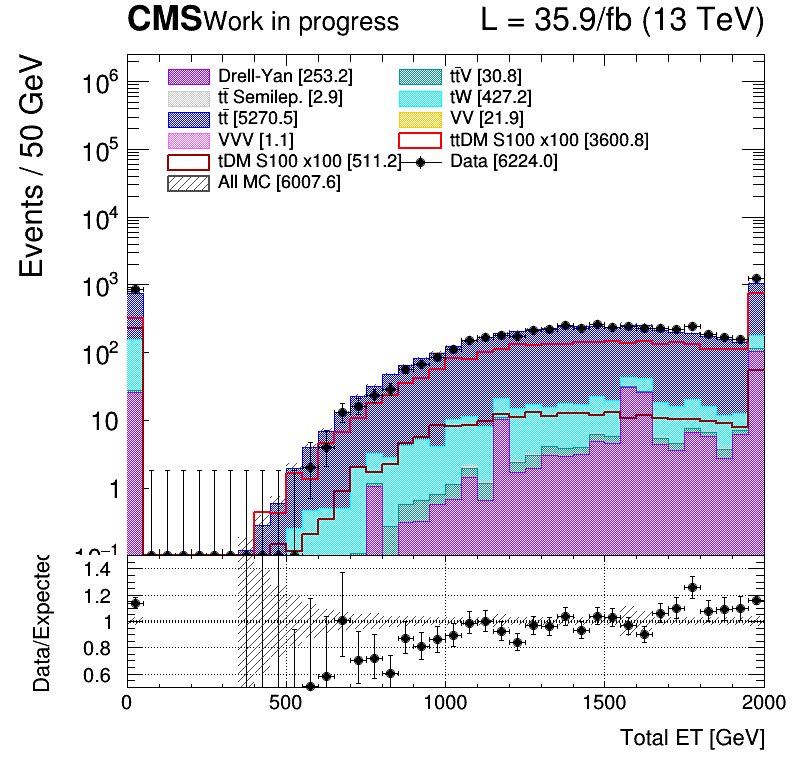 CMS Work in progress L = 35.9/fb (13 TeV)
Events / 50 GeV
Drell-Yan [253.2] tt̄V [30.8]
tt̄ Semilep. [2.9] tW [427.2]
tt̄ [5270.5] VV [21.9]
VVV [1.1] ttDM S100 x100 [3600.8]
tDM S100 x100 [511.2] Data [6224.0]
All MC [6007.6]
10⁶
10⁵
10⁴
10³
10²
10
1
10⁻¹
Data/Expected
1.4
1.2
1
0.8
0.6
0 500 1000 1500 2000
Total ET [GeV]